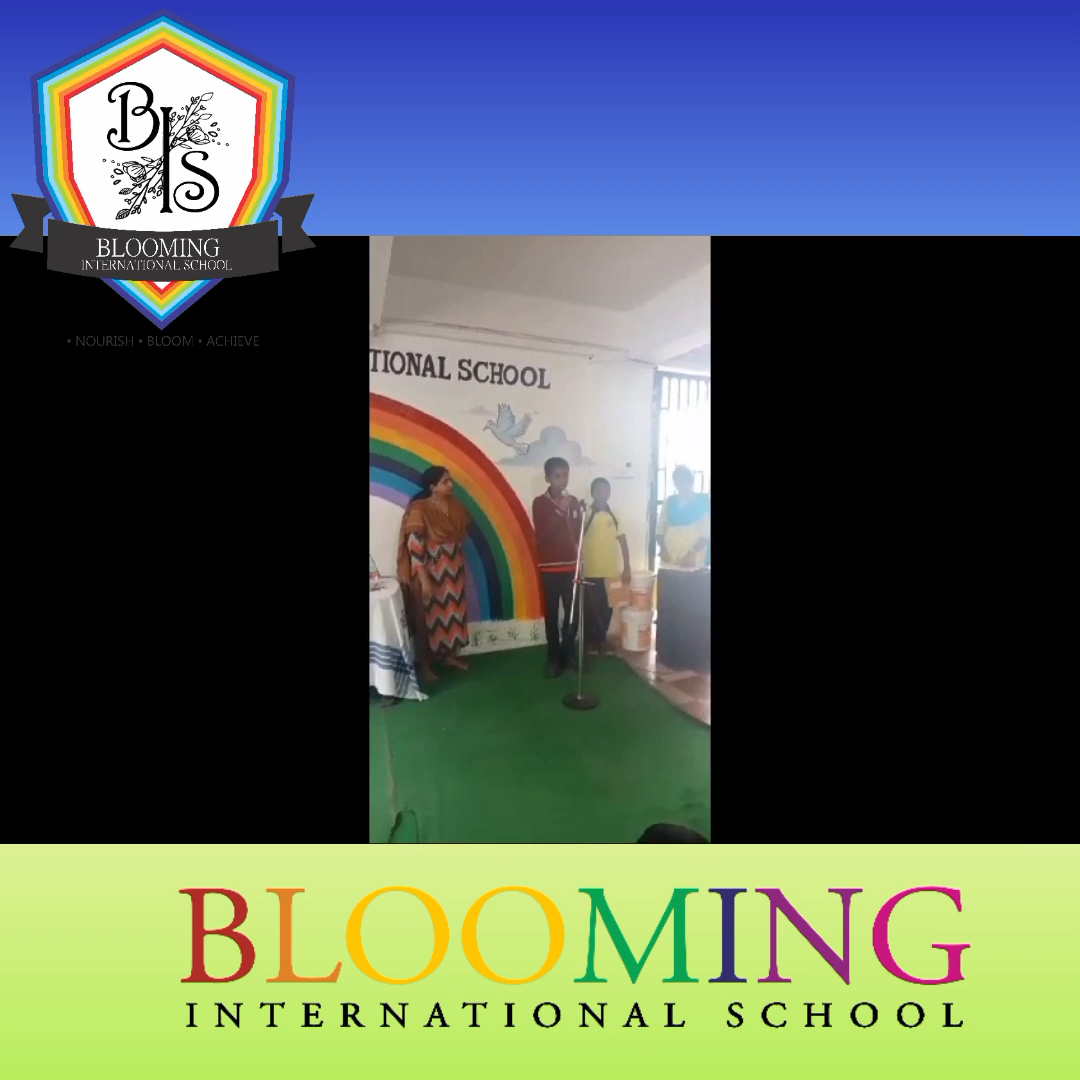 BIS
BLOOMING
INTERNATIONAL SCHOOL
• NOURISH • BLOOM • ACHIEVE
TIONAL SCHOOL
BLOOMING
INTERNATIONAL SCHOOL